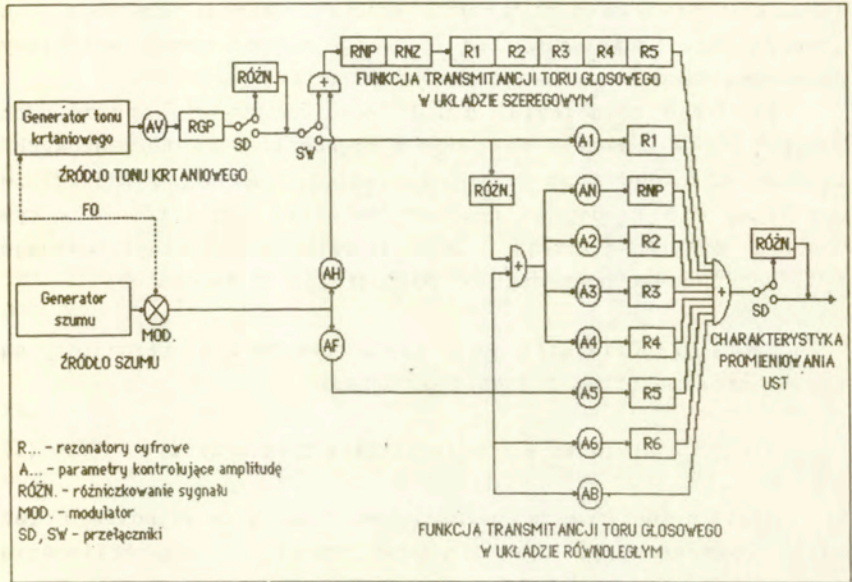 RNP RNZ R1 R2 R3 R4 R5
FUNKCJA TRANSMITANCJI TORU GŁOSOWEGO
W UKŁADZIE SZEREGOWYM
RÓŻN.
Generator tonu
krtaniowego
AV
RGP
SD
SW
ŹRÓDŁO TONU KRTANIOWEGO
FO
A1 R1
RÓŻN.
AN RNP
A2 R2
RÓŻN.
AH
A3 R3
SD
Generator
szumu
MOD.
ŹRÓDŁO SZUMU
AF
A4 R4
CHARAKTERYSTYKA
PROMIENIOWANIA
UST
A5 R5
A6 R6
AB
R... - rezonatory cyfrowe
A... - parametry kontrolujące amplitudę
RÓŻN. - różniczkowanie sygnału
MOD. - modulator
SD, SW - przełączniki
FUNKCJA TRANSMITANCJI TORU GŁOSOWEGO
W UKŁADZIE RÓWNOLEGŁYM